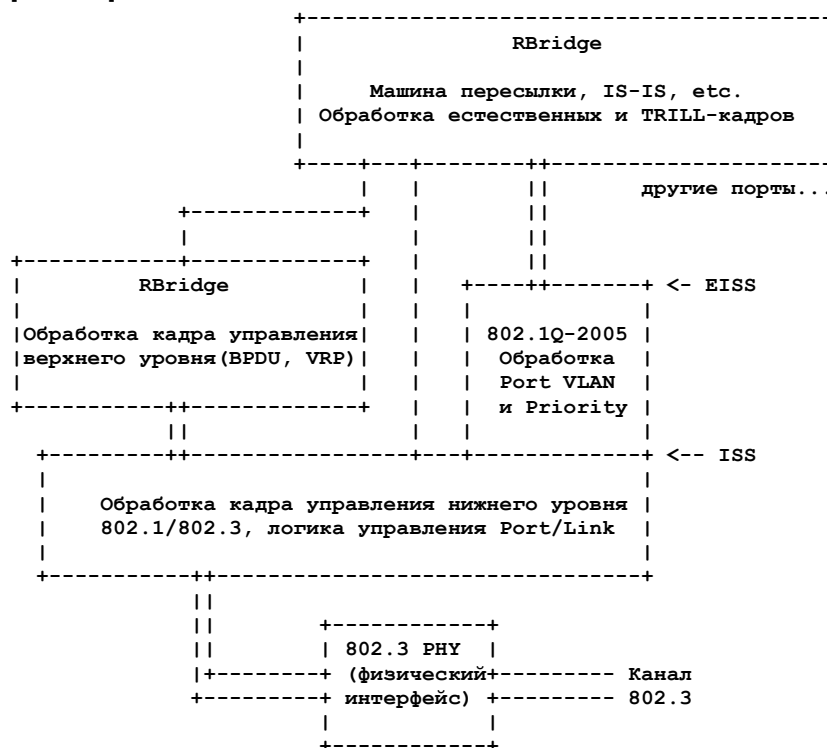 RBridge
Машина пересылки, IS-IS, etc.
Обработка естественных и TRILL-кадров
другие порты...
<- EISS
RBridge
802.1Q-2005
Обработка кадра управления
Обработка
верхнего уровня(BPDU, VRP)
Port VLAN
и Priority
<-- ISS
Обработка кадра управления нижнего уровня
802.1/802.3, логика управления Port/Link
802.3 PHY
(физический
Канал
интерфейс)
802.3